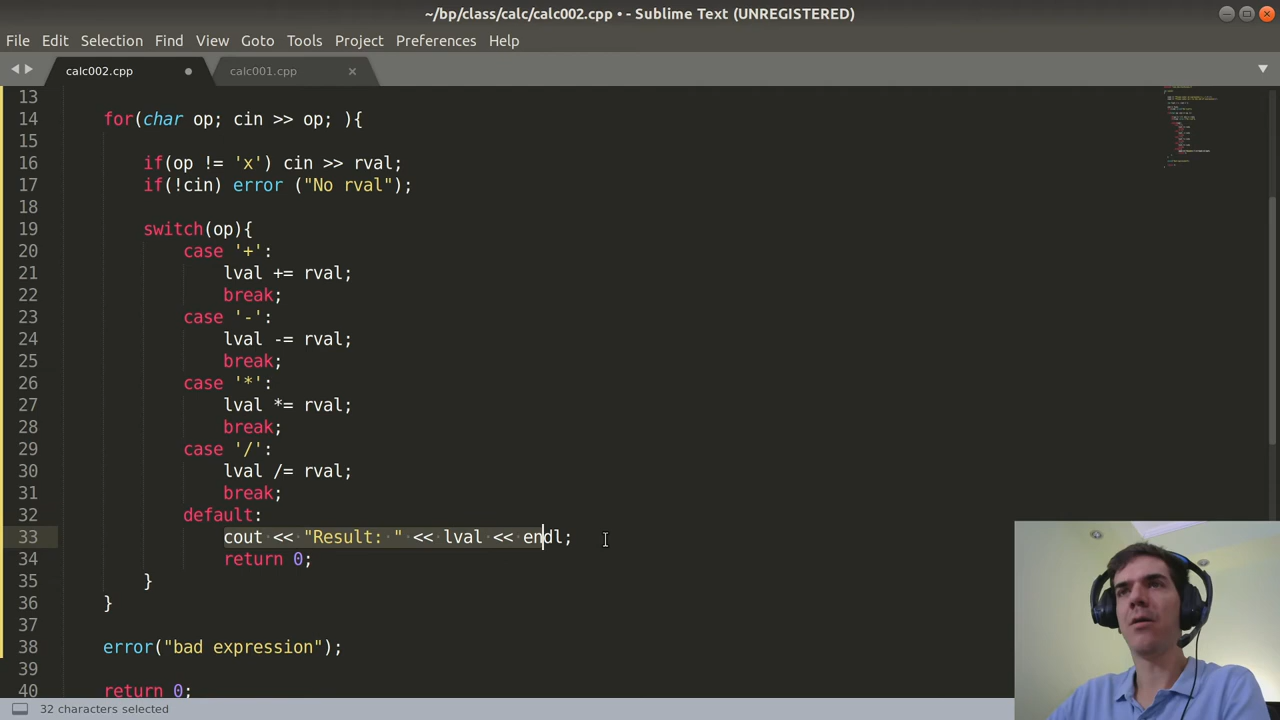 ~/bp/class/calc/calc002.cpp • - Sublime Text (UNREGISTERED)
File Edit Selection Find View Goto Tools Project Preferences Help
calc002.cpp calc001.cpp
13
14 for(char op; cin >> op; ){
15
16 if(op != 'x') cin >> rval;
17 if(!cin) error ("No rval");
18
19 switch(op){
20 case '+':
21 lval += rval;
22 break;
23 case '-':
24 lval -= rval;
25 break;
26 case '*':
27 lval *= rval;
28 break;
29 case '/':
30 lval /= rval;
31 break;
32 default:
33 cout << "Result: " << lval << endl;
34 return 0;
35 }
36 }
37
38 error("bad expression");
39
40 return 0;
32 characters selected